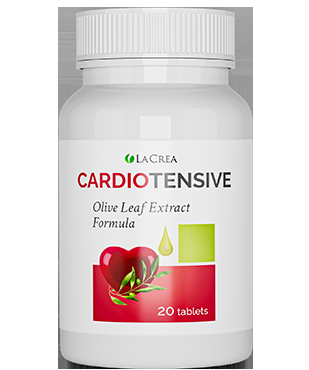 LACREA
CARDIOTENSIVE
Olive Leaf Extract
Formula
20 tablets